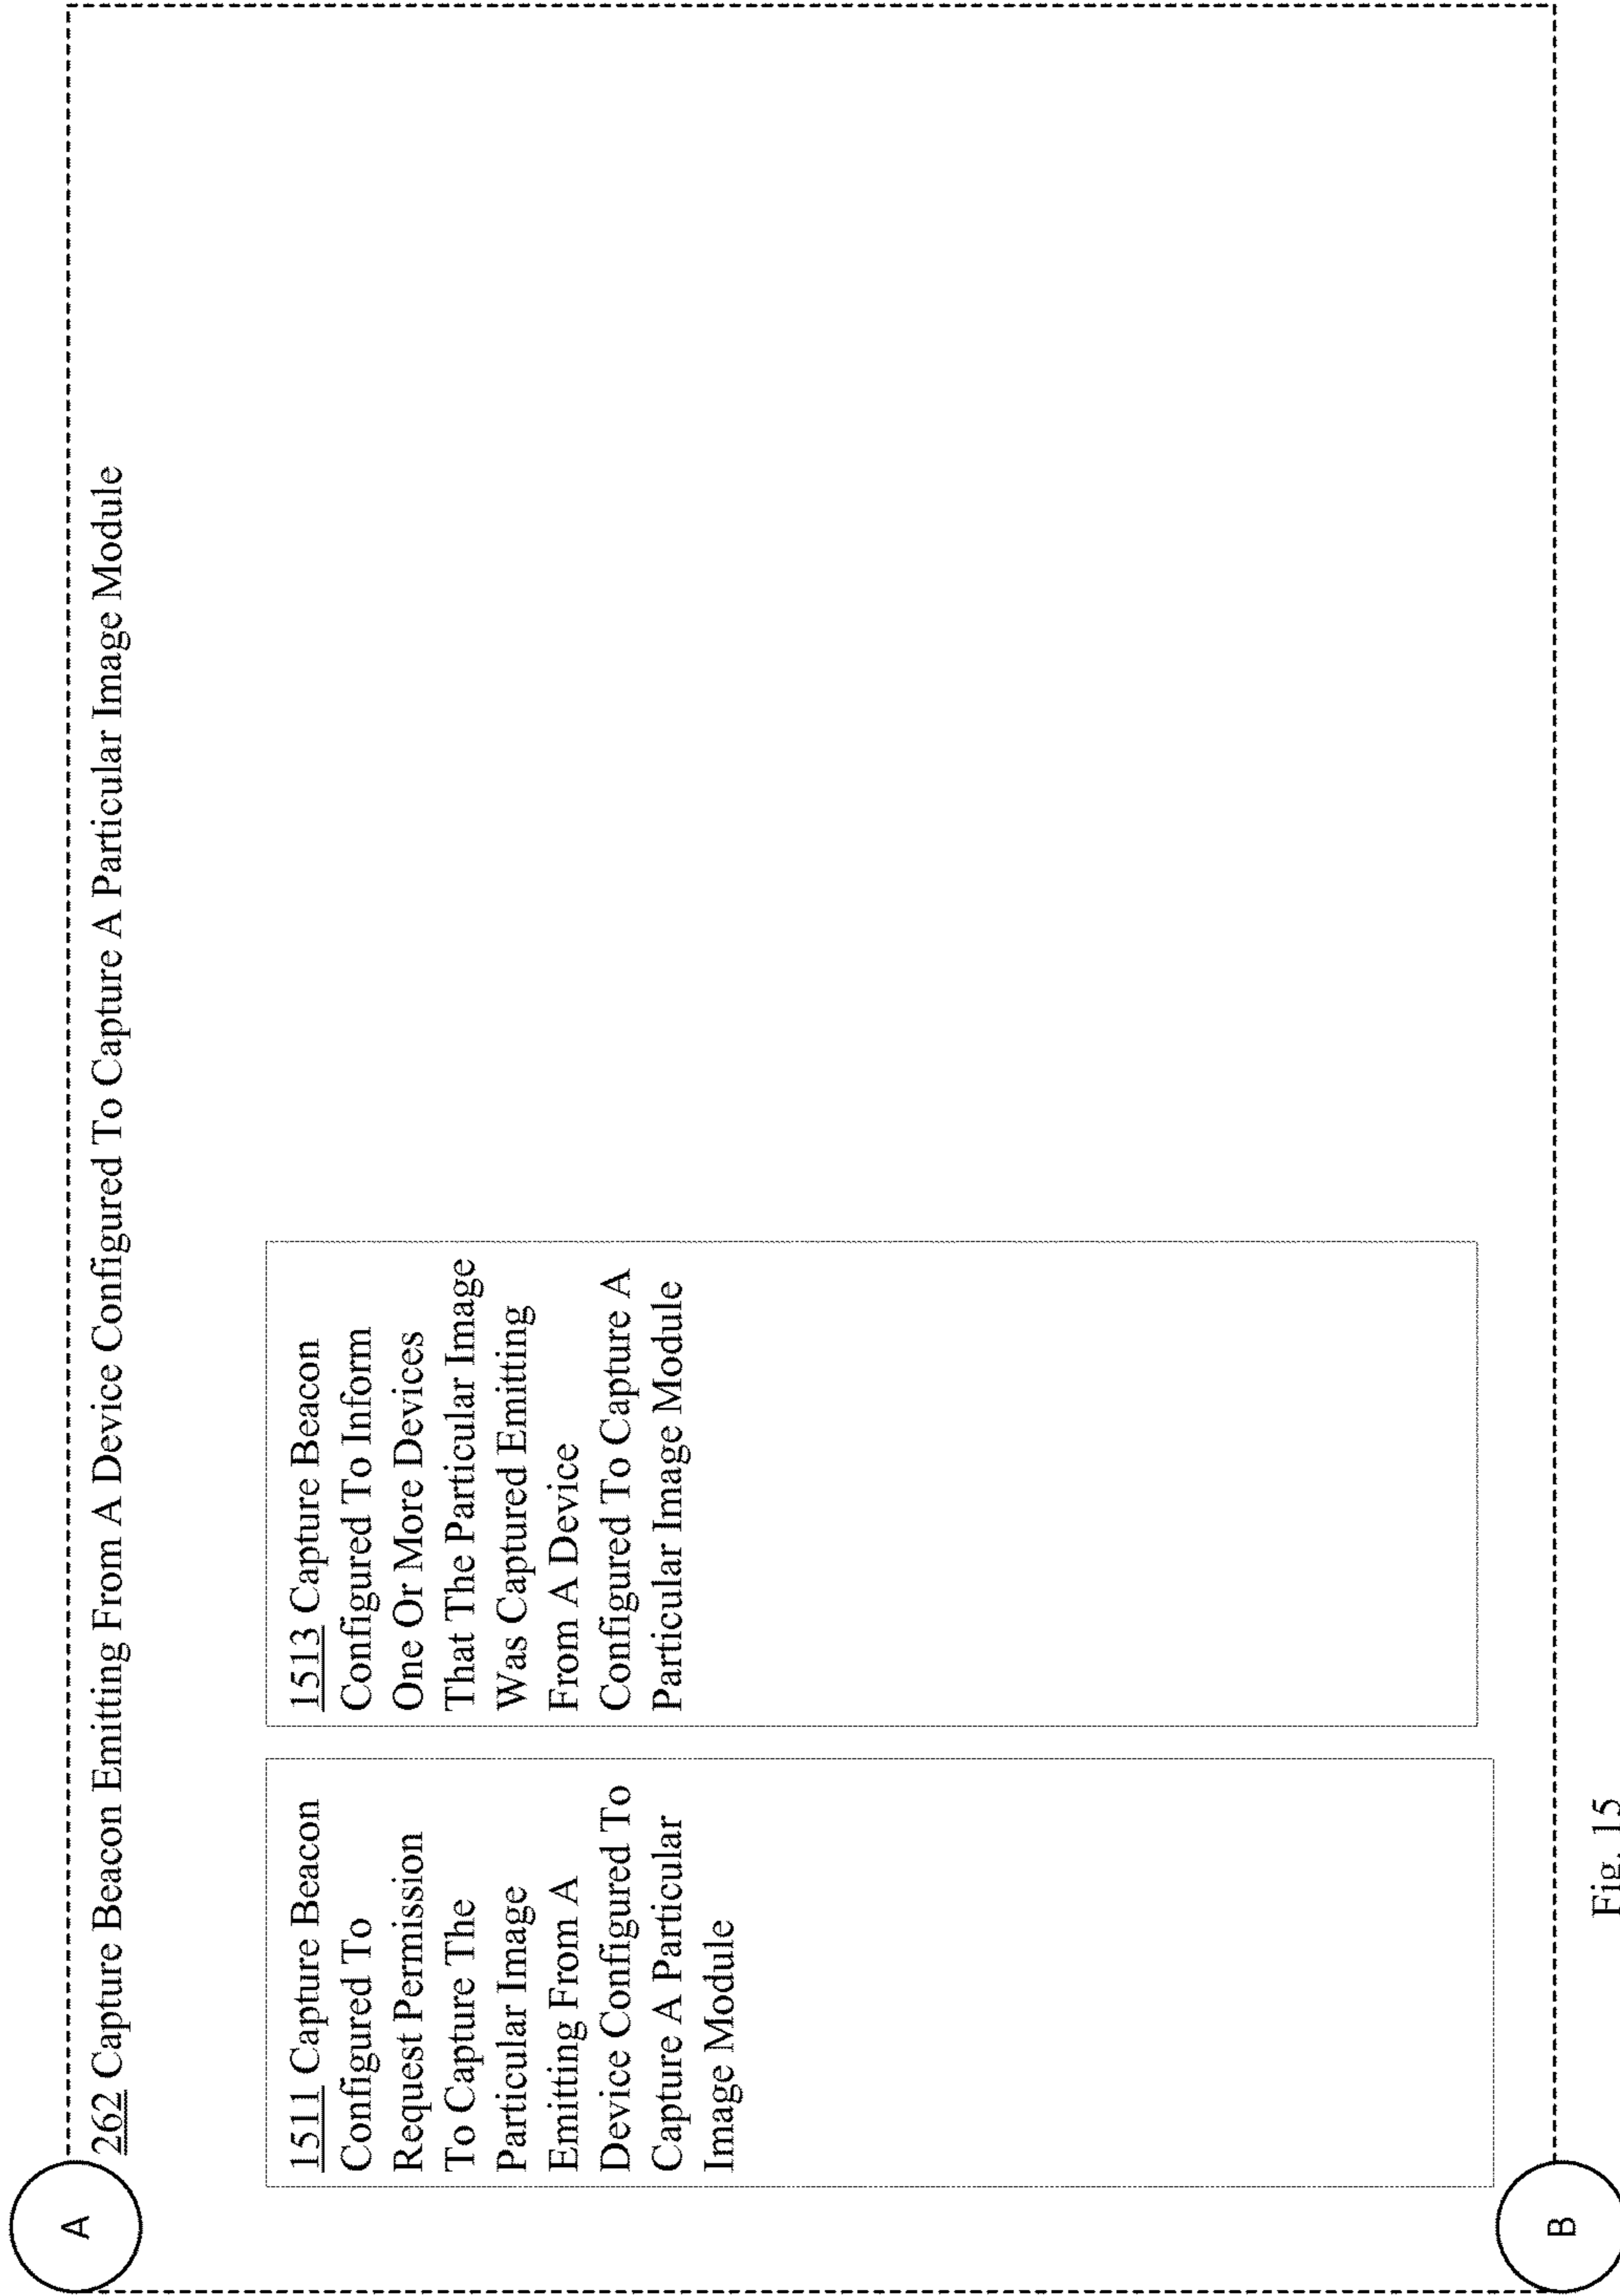 A
262 Capture Beacon Emitting From A Device Configured To Capture A Particular Image Module
1511 Capture Beacon
Configured To
Request Permission
To Capture The
Particular Image
Emitting From A
Device Configured To
Capture A Particular
Image Module
1513 Capture Beacon
Configured To Inform
One Or More Devices
That The Particular Image
Was Captured Emitting
From A Device
Configured To Capture A
Particular Image Module
B
Fig. 15